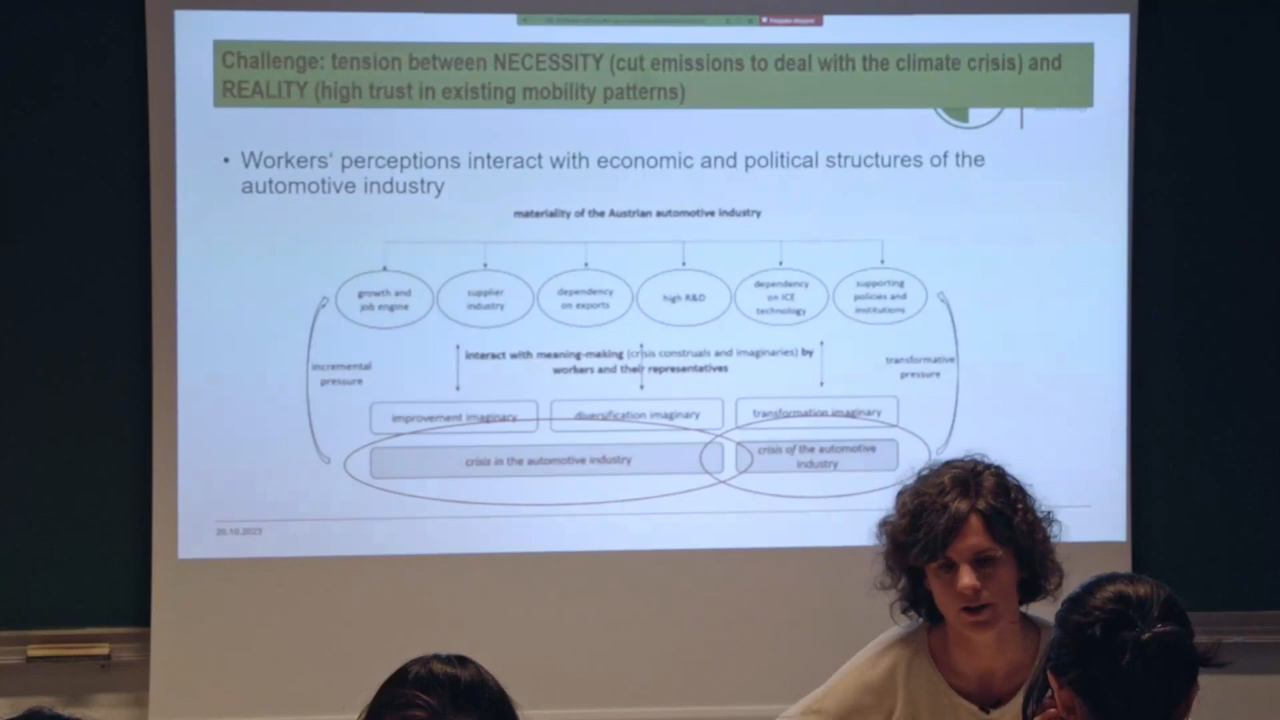 Challenge: tension between NECESSITY (cut emissions to deal with the climate crisis) and
REALITY (high trust in existing mobility patterns)
• Workers' perceptions interact with economic and political structures of the
automotive industry
materiality of the Austrian automotive industry
growth and
job engine
supplier
industry
dependency
on exports
high R&D
dependency
on ICE
technology
supporting
policies and
institutions
incremental
pressure
interact with meaning-making (crisis construals and imaginaries) by
workers and their representatives
transformative
pressure
improvement imaginary
diversification imaginary
transformation imaginary
crisis in the automotive industry
crisis of the automotive
industry
20.10.2023